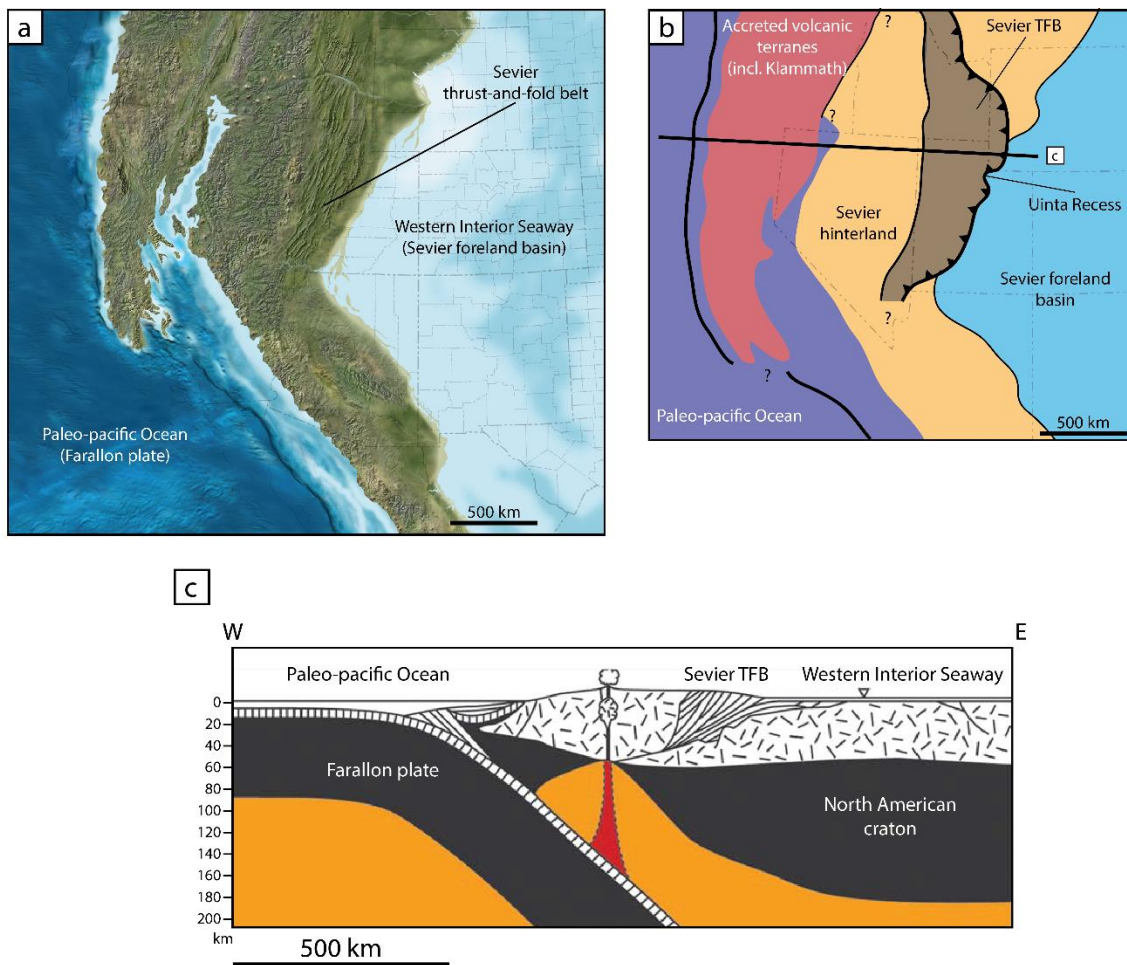 a
Sevier
thrust-and-fold belt
Western Interior Seaway
(Sevier foreland basin)
Paleo-pacific Ocean
(Farallon plate)
500 km
b
Accreted volcanic
terranes
(incl. Klammath)
?
Sevier TFB
?
c
Uinta Recess
Sevier
hinterland
Sevier foreland
basin
?
?
Paleo-pacific Ocean
500 km
c
W
E
Paleo-pacific Ocean
Sevier TFB
Western Interior Seaway
0
20
40
60
80
100
120
140
160
180
200
km
Farallon plate
North American
craton
500 km